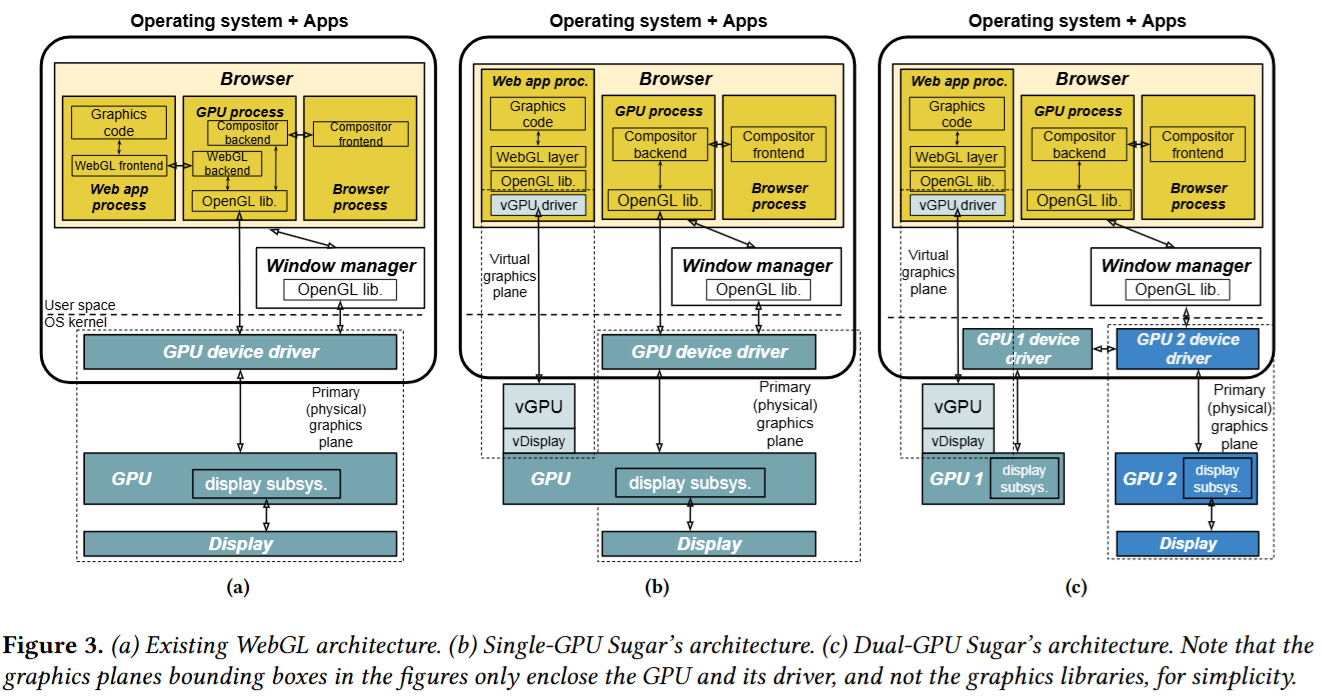 Operating system + Apps
Browser
Graphics
code
WebGL frontend
Web app
process
GPU process
Compositor
backend
WebGL
backend
OpenGL lib.
Compositor
frontend
Browser
process
Window manager
OpenGL lib.
User space
OS kernel
GPU device driver
Primary
(physical)
graphics
plane
GPU
display subsys.
Display
(a)
Operating system + Apps
Browser
Web app proc.
Graphics
code
WebGL layer
OpenGL lib.
vGPU driver
GPU process
Compositor
backend
OpenGL lib.
Compositor
frontend
Browser
process
Virtual
graphics
plane
Window manager
OpenGL lib.
GPU device driver
vGPU
vDisplay
Primary
(physical)
graphics
plane
GPU
display subsys.
Display
(b)
Operating system + Apps
Browser
Web app proc.
Graphics
code
WebGL layer
OpenGL lib.
vGPU driver
GPU process
Compositor
backend
OpenGL lib.
Compositor
frontend
Browser
process
Virtual
graphics
plane
Window manager
OpenGL lib.
GPU 1 device
driver
GPU 2 device
driver
vGPU
vDisplay
Primary
(physical)
graphics
plane
GPU 1
display
subsys.
GPU 2
display
subsys.
Display
(c)
Figure 3. (a) Existing WebGL architecture. (b) Single-GPU Sugar's architecture. (c) Dual-GPU Sugar's architecture. Note that the
graphics planes bounding boxes in the figures only enclose the GPU and its driver, and not the graphics libraries, for simplicity.